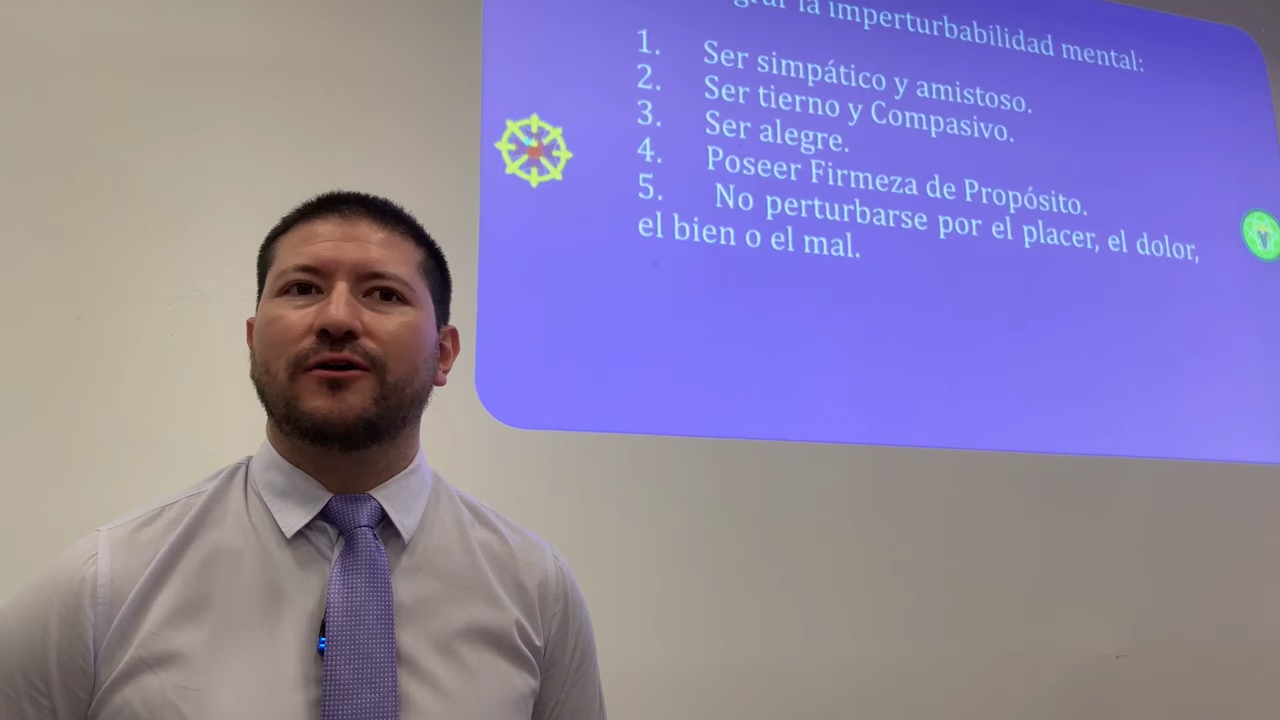 la imperturbabilidad mental:
1. Ser simpático y amistoso.
2. Ser tierno y Compasivo.
3. Ser alegre.
4. Poseer Firmeza de Propósito.
5. No perturbarse por el placer, el dolor,
el bien o el mal.